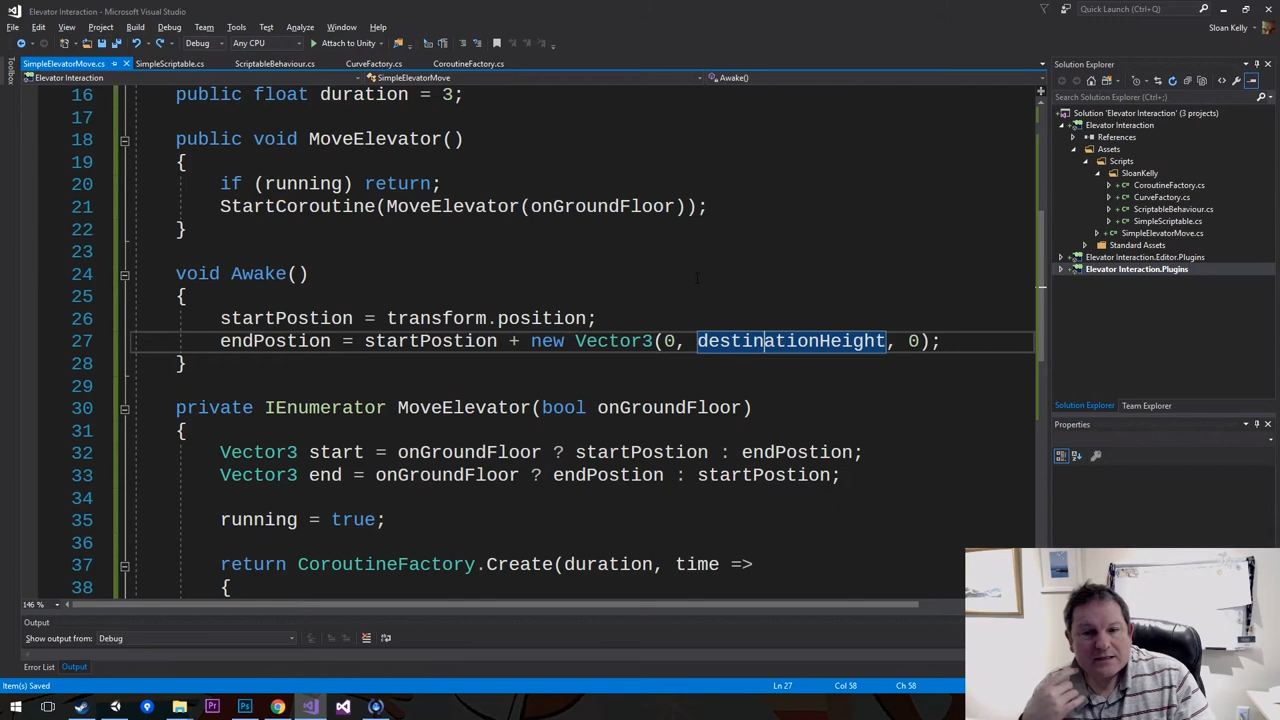 Elevator Interaction - Microsoft Visual Studio
Quick Launch (Ctrl+Q)
File Edit View Project Build Debug Team Tools Test Analyze Window Help
Sloan Kelly
Debug Any CPU Attach to Unity
Toolbox
SimpleElevatorMove.cs SimpleScriptable.cs ScriptableBehaviour.cs CurveFactory.cs CoroutineFactory.cs
Elevator Interaction SimpleElevatorMove Awake()
16 public float duration = 3;
17
18 public void MoveElevator()
19 {
20 if (running) return;
21 StartCoroutine(MoveElevator(onGroundFloor));
22 }
23
24 void Awake()
25 {
26 startPostion = transform.position;
27 endPostion = startPostion + new Vector3(0, destinationHeight, 0);
28 }
29
30 private IEnumerator MoveElevator(bool onGroundFloor)
31 {
32 Vector3 start = onGroundFloor ? startPostion : endPostion;
33 Vector3 end = onGroundFloor ? endPostion : startPostion;
34
35 running = true;
36
37 return CoroutineFactory.Create(duration, time =>
38 {
146 %
Output
Show output from: Debug
Error List Output
Item(s) Saved Ln 27 Col 58 Ch 58
Solution Explorer
Search Solution Explorer (Ctrl+;)
Solution 'Elevator Interaction' (3 projects)
Elevator Interaction
References
Assets
Scripts
SloanKelly
CoroutineFactory.cs
CurveFactory.cs
ScriptableBehaviour.cs
SimpleScriptable.cs
SimpleElevatorMove.cs
Standard Assets
Elevator Interaction.Editor.Plugins
Elevator Interaction.Plugins
Solution Explorer Team Explorer
Properties